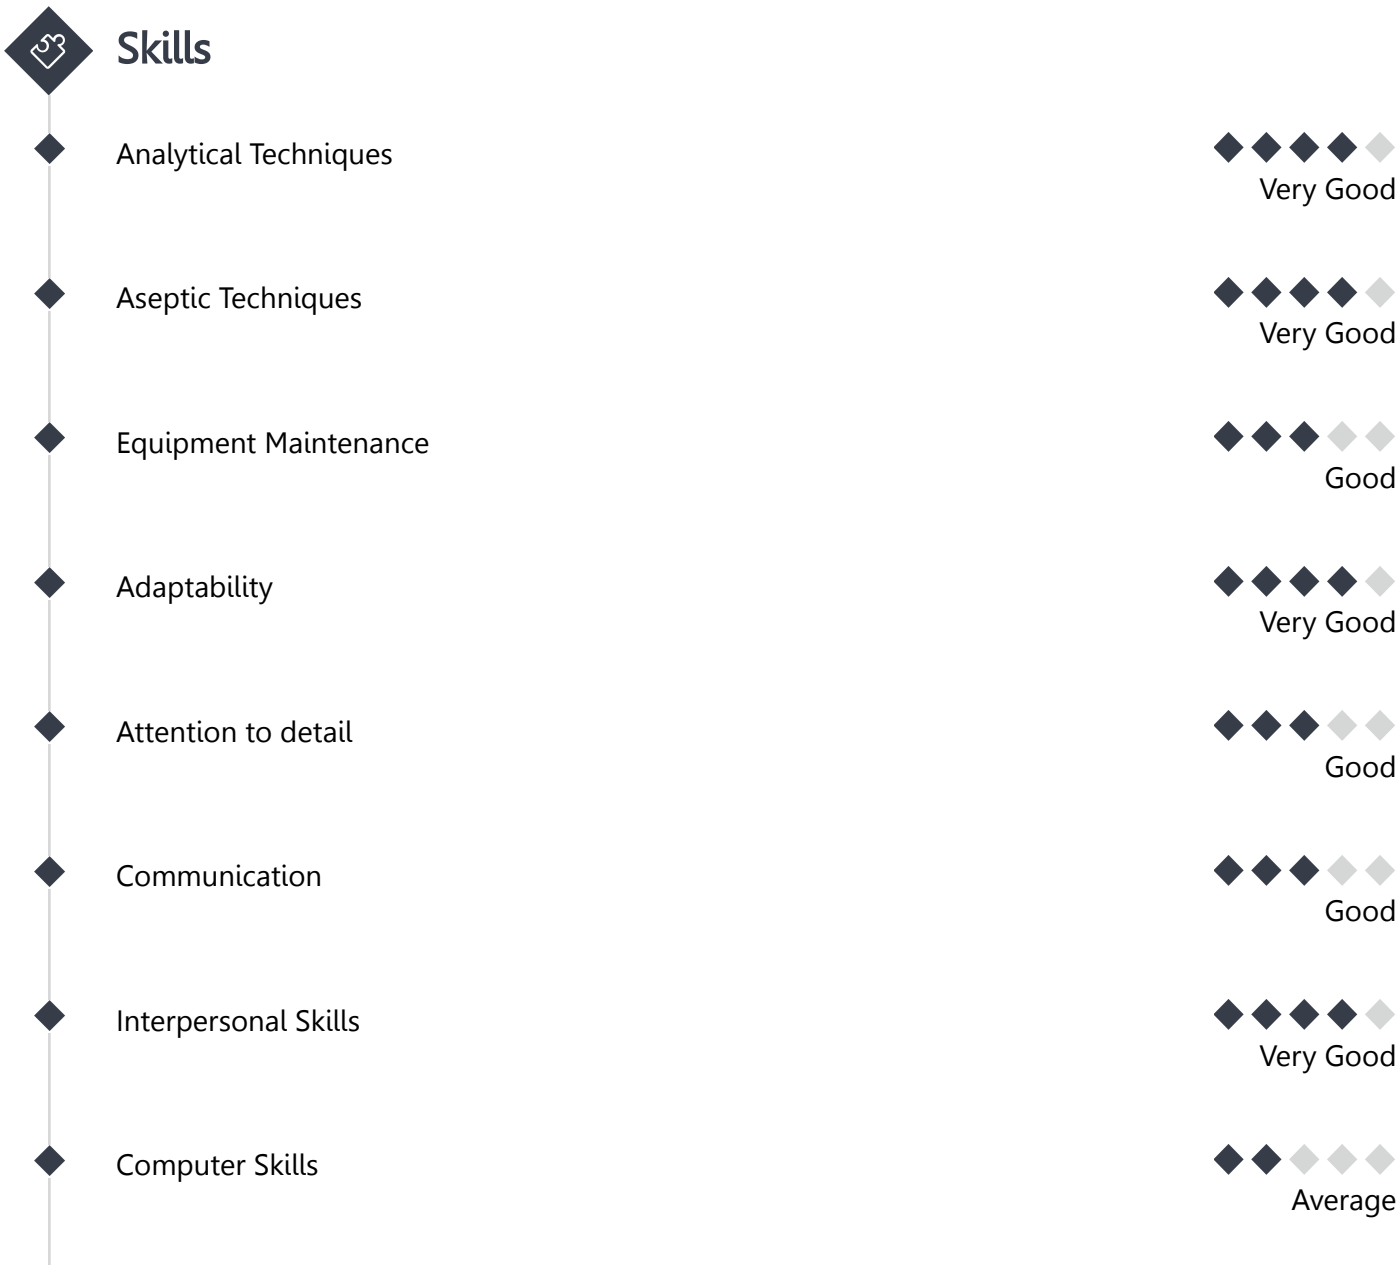 Skills
Analytical Techniques
Very Good
Aseptic Techniques
Very Good
Equipment Maintenance
Good
Adaptability
Very Good
Attention to detail
Good
Communication
Good
Interpersonal Skills
Very Good
Computer Skills
Average